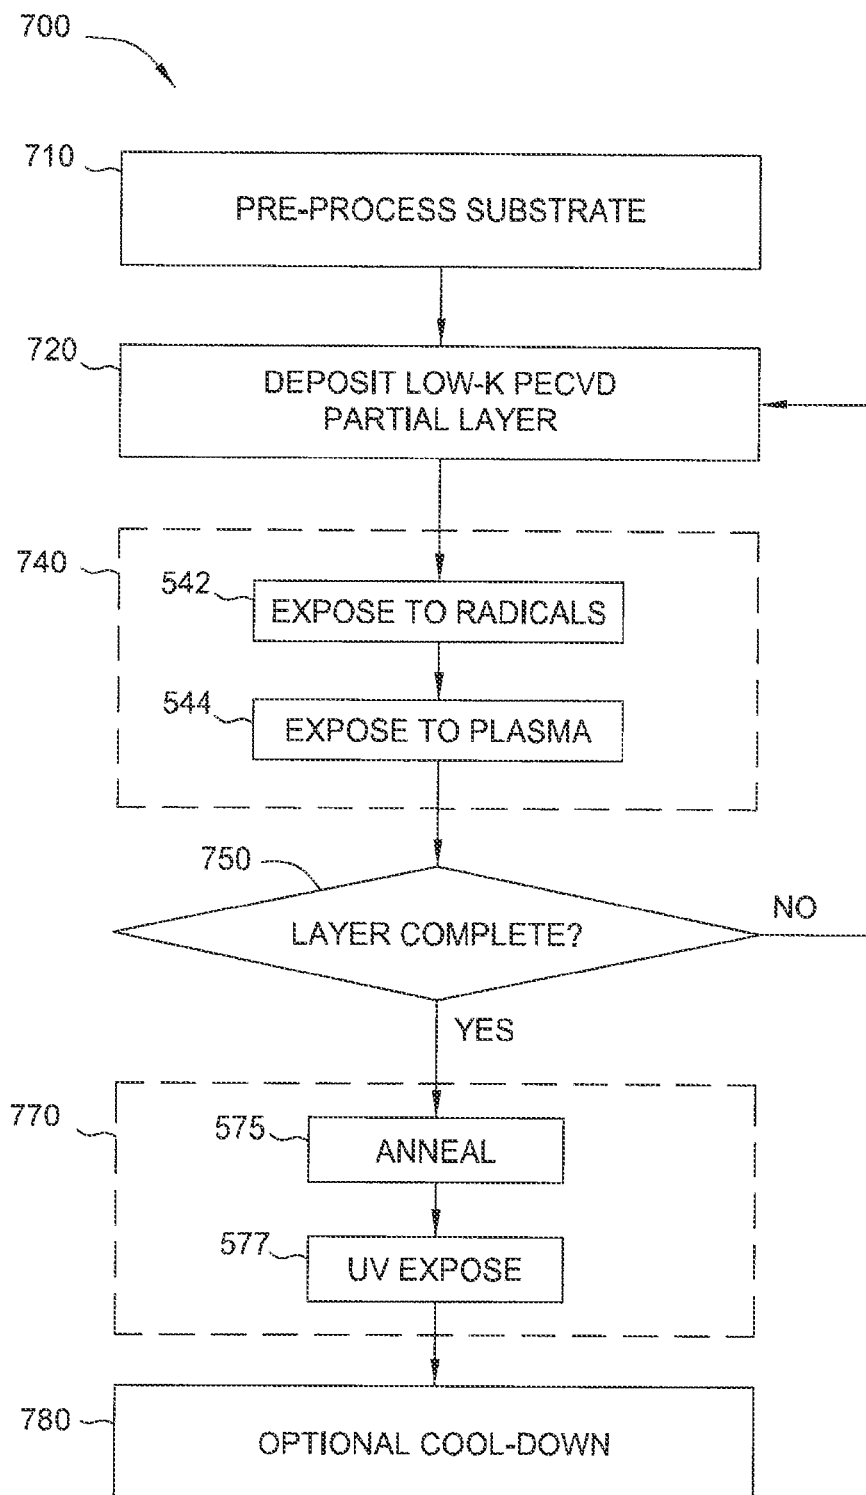 700
710
PRE-PROCESS SUBSTRATE
720
DEPOSIT LOW-K PECVD
PARTIAL LAYER
740
542
EXPOSE TO RADICALS
544
EXPOSE TO PLASMA
750
LAYER COMPLETE?
NO
YES
770
575
ANNEAL
577
UV EXPOSE
780
OPTIONAL COOL-DOWN